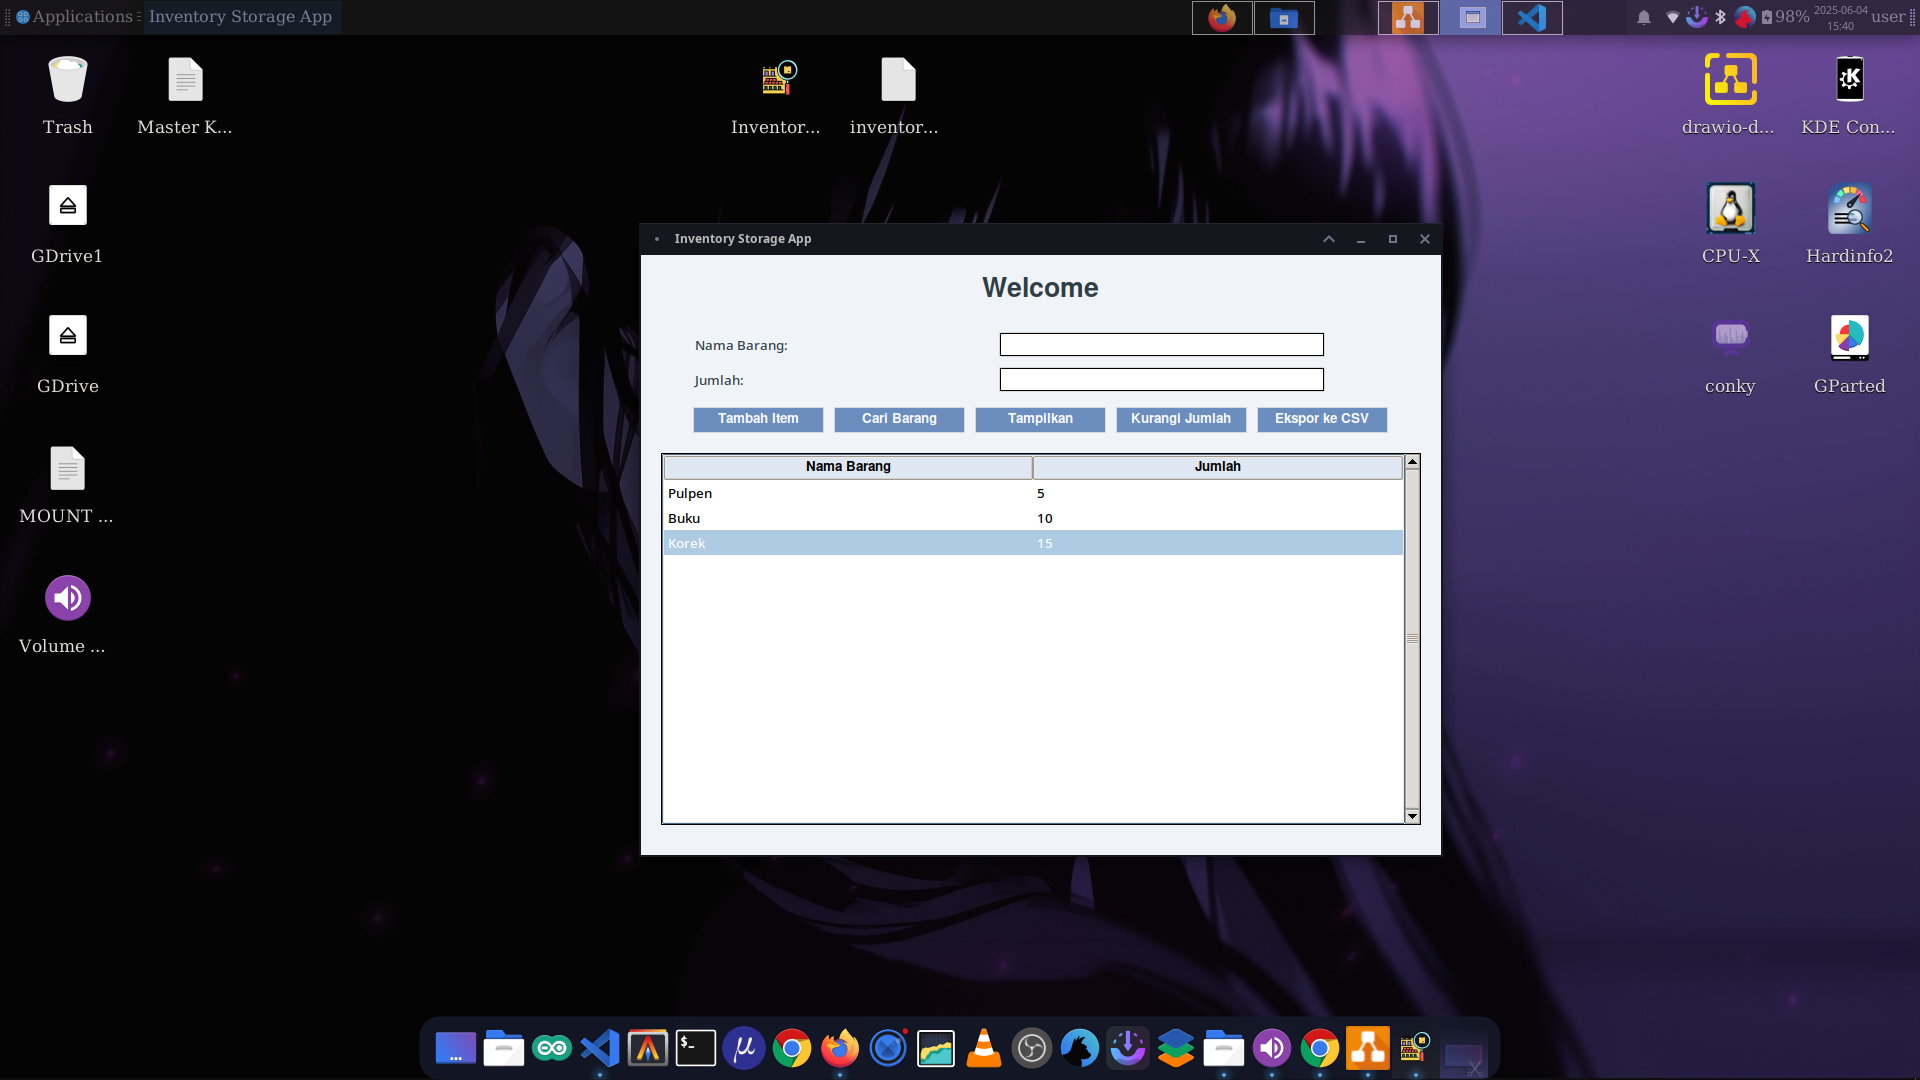 Applications
Inventory Storage App
98%
2025-06-04
15:40
user
Trash
Master K...
Inventor...
inventor...
drawio-d...
KDE Con...
GDrive1
CPU-X
Hardinfo2
GDrive
conky
GParted
MOUNT ...
Volume ...
Inventory Storage App
Welcome
Nama Barang:
Jumlah:
Tambah Item
Cari Barang
Tampilkan
Kurangi Jumlah
Ekspor ke CSV
Nama Barang
Jumlah
Pulpen
5
Buku
10
Korek
15
...
$-
μ